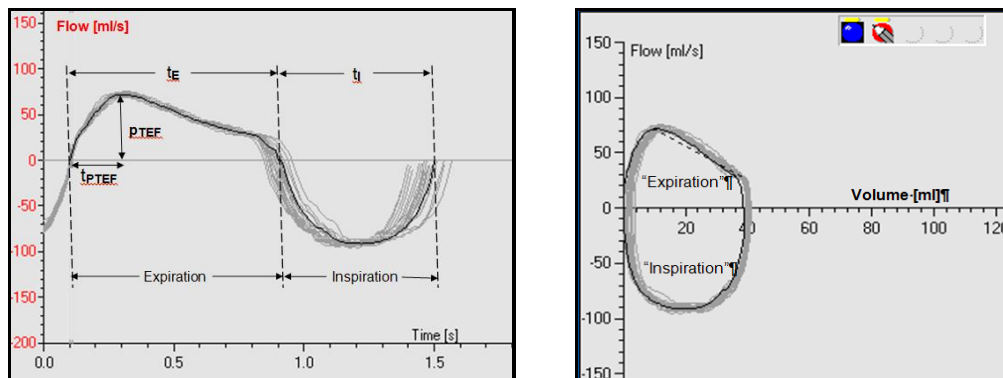 150
Flow [ml/s]
100
tE
tI
50
pTEF
0
tPTEF
-50
-100
Expiration
Inspiration
-150
Time [s]
-200
0.0
0.5
1.0
1.5
150
Flow [ml/s]
100
50
"Expiration"¶
Volume·[ml]¶
0
20
40
60
80
100
120
"Inspiration"¶
-50
-100
-150